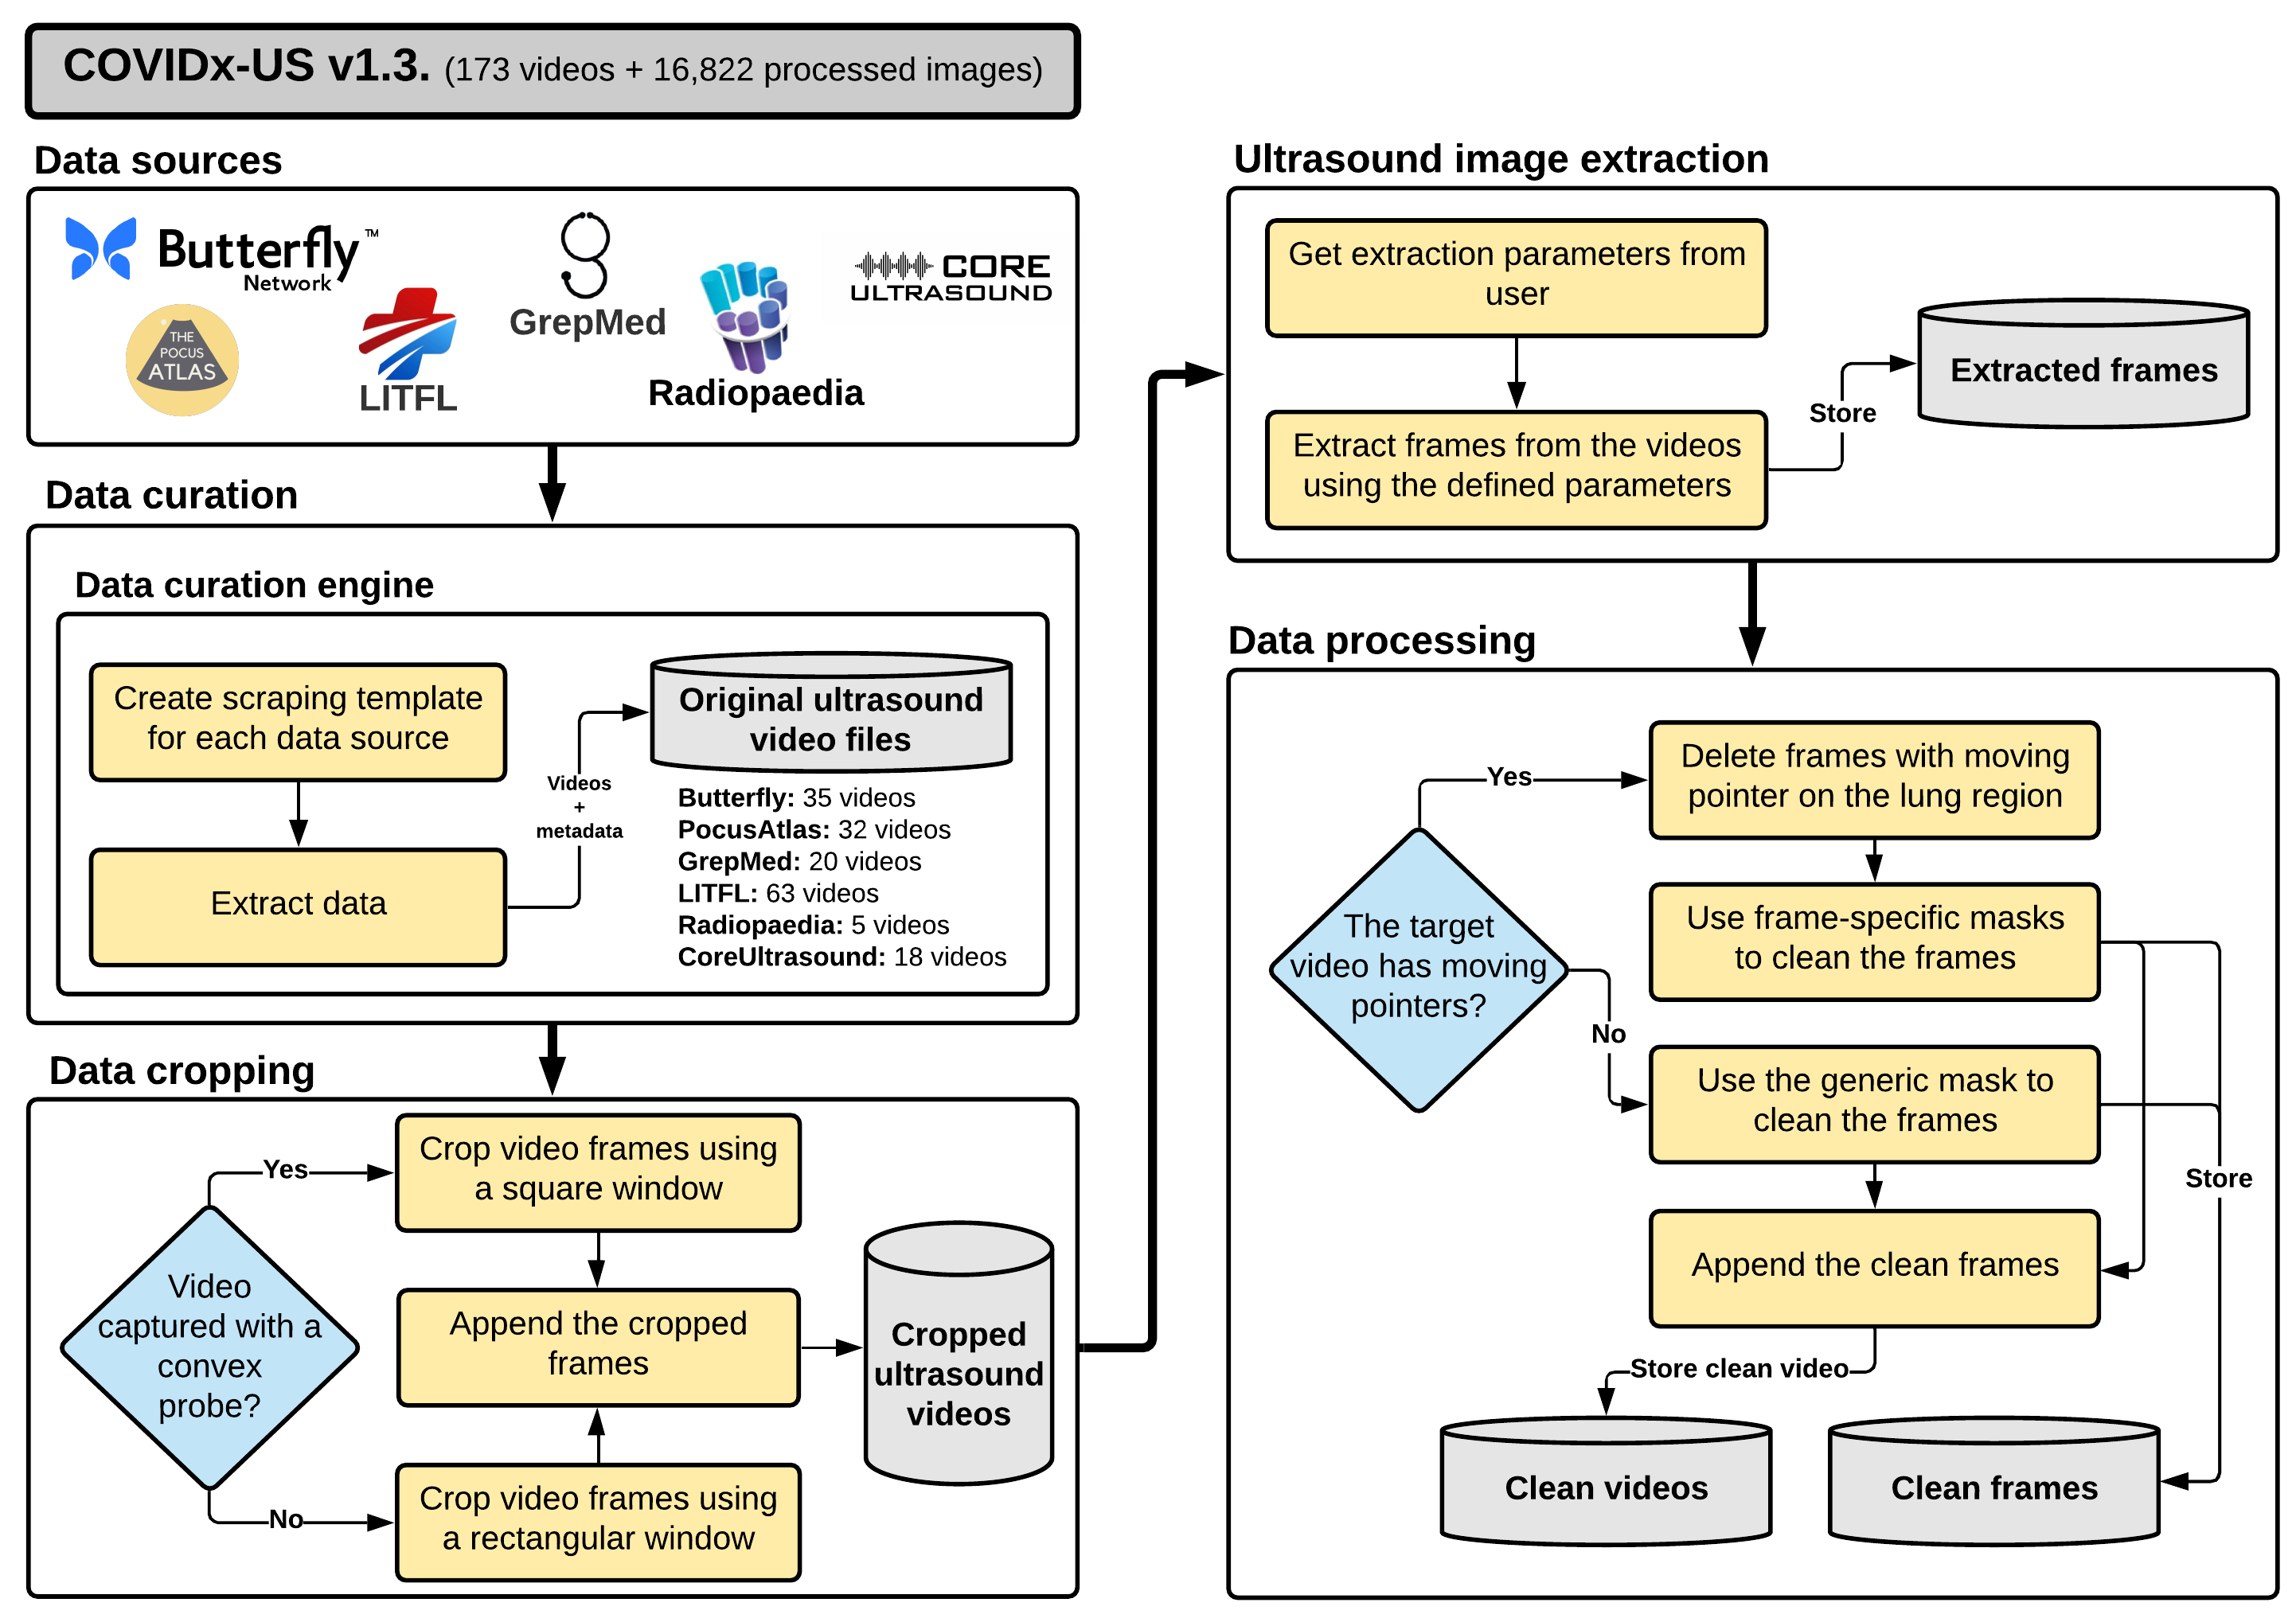 COVIDx-US v1.3. (173 videos + 16,822 processed images)
Data sources
Butterfly™
Network
THE
POCUS
ATLAS
LITFL
GrepMed
Radiopaedia
CORE
ULTRASOUND
Data curation
Data curation engine
Create scraping template
for each data source
Extract data
Videos
+
metadata
Original ultrasound
video files
Butterfly: 35 videos
PocusAtlas: 32 videos
GrepMed: 20 videos
LITFL: 63 videos
Radiopaedia: 5 videos
CoreUltrasound: 18 videos
Data cropping
Video
captured with a
convex
probe?
Yes
No
Crop video frames using
a square window
Append the cropped
frames
Crop video frames using
a rectangular window
Cropped
ultrasound
videos
Ultrasound image extraction
Get extraction parameters from
user
Extract frames from the videos
using the defined parameters
Store
Extracted frames
Data processing
The target
video has moving
pointers?
Yes
No
Delete frames with moving
pointer on the lung region
Use frame-specific masks
to clean the frames
Use the generic mask to
clean the frames
Append the clean frames
Store
Store clean video
Clean videos
Clean frames